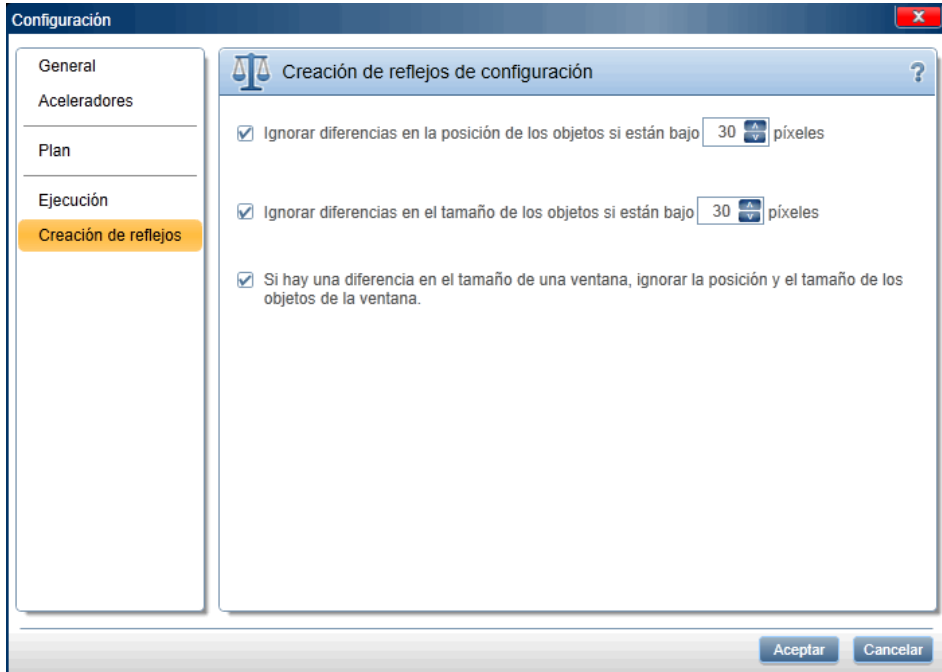 Configuración
General
Aceleradores
Plan
Ejecución
Creación de reflejos
Creación de reflejos de configuración
?
Ignorar diferencias en la posición de los objetos si están bajo 30 píxeles
Ignorar diferencias en el tamaño de los objetos si están bajo 30 píxeles
Si hay una diferencia en el tamaño de una ventana, ignorar la posición y el tamaño de los
objetos de la ventana.
Aceptar Cancelar